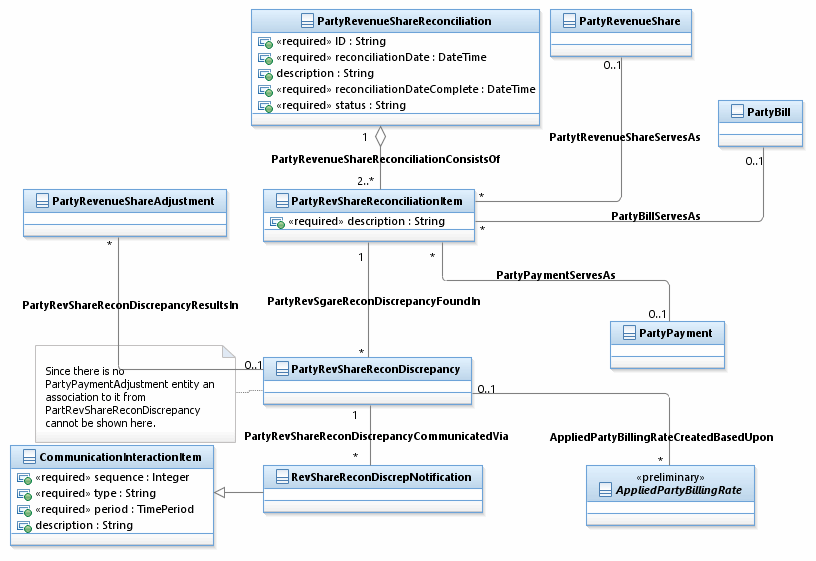 PartyRevenueShareReconciliation
«required» ID : String
«required» reconciliationDate : DateTime
description : String
«required» reconciliationDateComplete : DateTime
«required» status : String
PartyRevenueShare
0..1
PartyBill
0..1
1
PartyRevenueShareReconciliationConsistsOf
2..*
PartytRevenueShareServesAs
*
PartyBillServesAs
*
PartyRevenueShareAdjustment
*
PartyRevShareReconciliationItem
«required» description : String
1
*
PartyPaymentServesAs
0..1
PartyPayment
PartyRevShareReconDiscrepancyResultsIn
0..1
PartyRevSgareReconDiscrepancyFoundIn
*
Since there is no
PartyPaymentAdjustment entity an
association to it from
PartRevShareReconDiscrepancy
cannot be shown here.
PartyRevShareReconDiscrepancy
0..1
1
PartyRevShareReconDiscrepancyCommunicatedVia
*
AppliedPartyBillingRateCreatedBasedUpon
*
CommunicationInteractionItem
«required» sequence : Integer
«required» type : String
«required» period : TimePeriod
description : String
RevShareReconDiscrepNotification
«preliminary»
AppliedPartyBillingRate